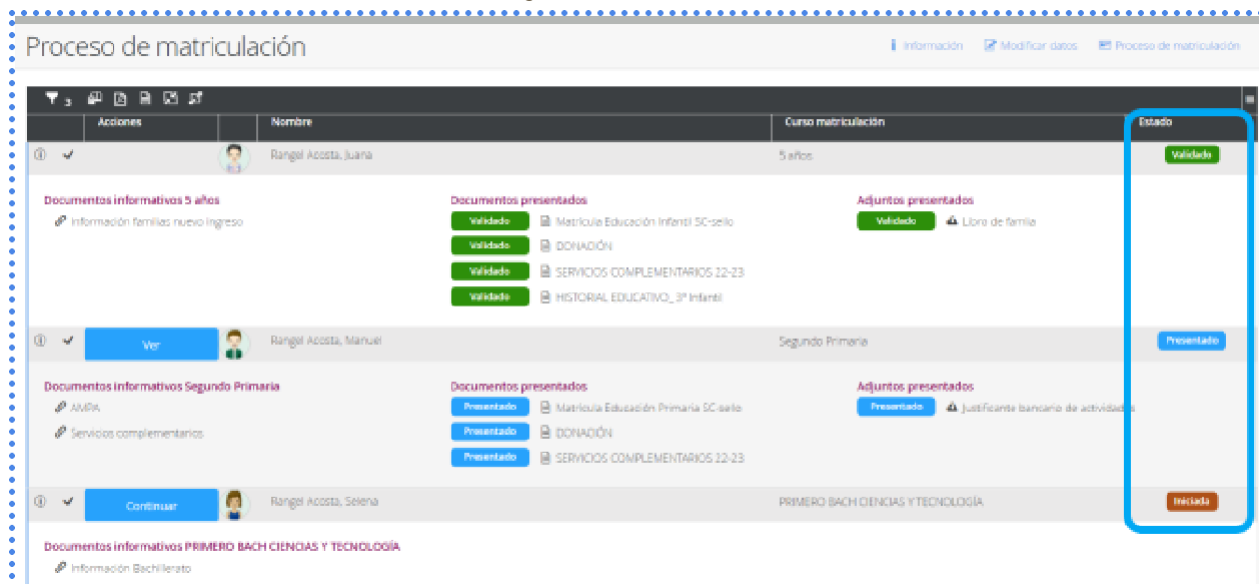 Proceso de matriculación
Información Modificar datos Proceso de matriculación
3
Acciones Nombre Curso matriculación Estado
Rangel Acosta, Juana 5 años Validado
Documentos informativos 5 años Documentos presentados Adjuntos presentados
Información familias nuevo ingreso Validado Matrícula Educación Infantil SC-sello Validado Libro de familia
Validado DONACIÓN
Validado SERVICIOS COMPLEMENTARIOS 22-23
Validado HISTORIAL EDUCATIVO_ 3º Infantil
Ver Rangel Acosta, Manuel Segundo Primaria Presentado
Documentos informativos Segundo Primaria Documentos presentados Adjuntos presentados
AMPA Presentado Matrícula Educación Primaria SC-sello Presentado Justificante bancario de actividades
Servicios complementarios Presentado DONACIÓN
Presentado SERVICIOS COMPLEMENTARIOS 22-23
Continuar Rangel Acosta, Selena PRIMERO BACH CIENCIAS Y TECNOLOGÍA Iniciada
Documentos informativos PRIMERO BACH CIENCIAS Y TECNOLOGÍA
Información Bachillerato